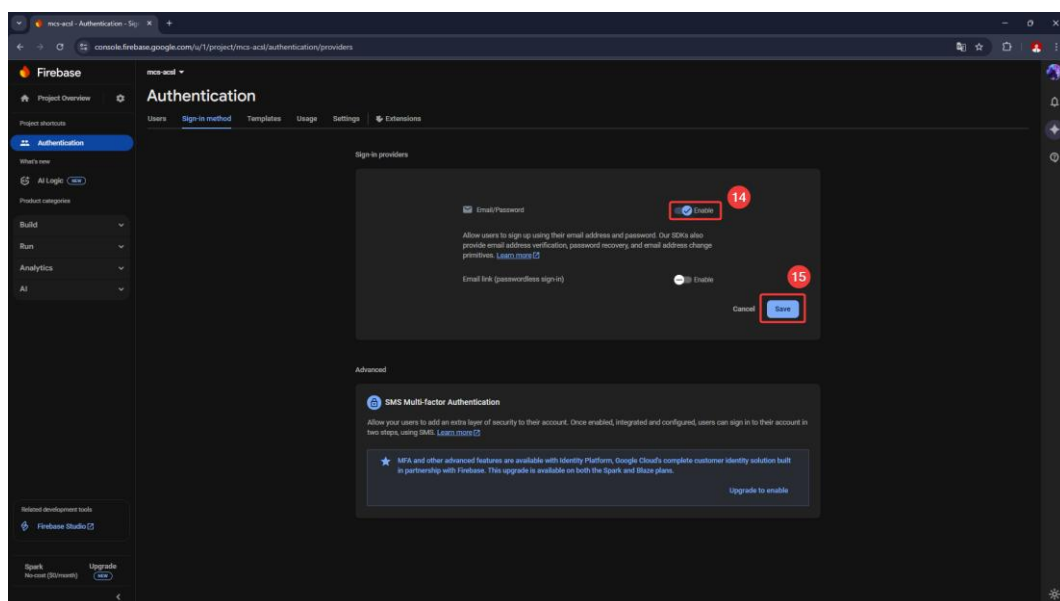 mcs-acsl - Authentication - Sig
console.firebase.google.com/u/1/project/mcs-acsl/authentication/providers
Firebase
mcs-acsl
Project Overview
Authentication
Project shortcuts
Users Sign-in method Templates Usage Settings Extensions
Authentication
What's new
AI Logic NEW
Product categories
Build
Run
Analytics
AI
Sign-in providers
Email/Password
Enable
14
Allow users to sign up using their email address and password. Our SDKs also
provide email address verification, password recovery, and email address change
primitives. Learn more
Email link (passwordless sign-in)
Enable
15
Cancel Save
Advanced
SMS Multi-factor Authentication
Allow your users to add an extra layer of security to their account. Once enabled, integrated and configured, users can sign in to their account in
two steps, using SMS. Learn more
MFA and other advanced features are available with Identity Platform, Google Cloud's complete customer identity solution built
in partnership with Firebase. This upgrade is available on both the Spark and Blaze plans.
Upgrade to enable
Related development tools
Firebase Studio
Spark
No-cost ($0/month)
Upgrade
NEW